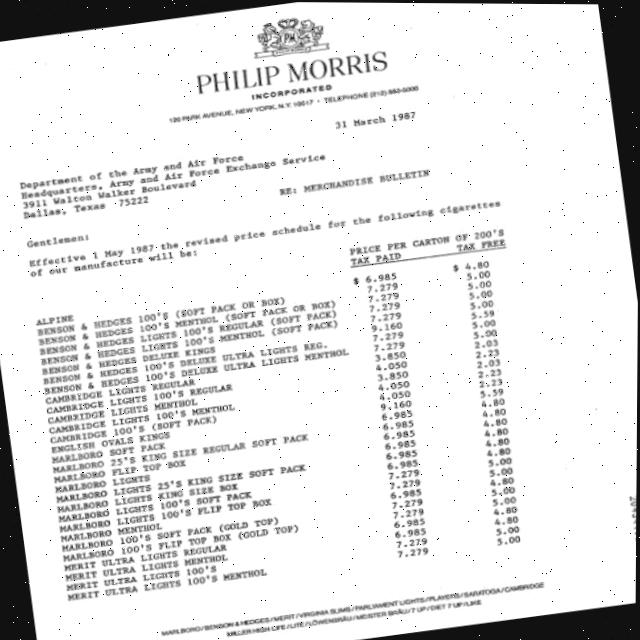 PM
PHILIP MORRIS
INCORPORATED
120 PARK AVENUE, NEW YORK, N.Y. 10017 • TELEPHONE (212) 880-5000
31 March 1987
Department of the Army and Air Force
Headquarters, Army and Air Force Exchange Service
3911 Walton Walker Boulevard
Dallas, Texas 75222
RE: MERCHANDISE BULLETIN
Gentlemen:
Effective 1 May 1987 the revised price schedule for the following cigarettes
of our manufacture will be:
PRICE PER CARTON OF 200'S
TAX PAID TAX FREE
ALPINE $ 6.985 $ 4.80
BENSON & HEDGES 100'S (SOFT PACK OR BOX) 7.279 5.00
BENSON & HEDGES 100'S MENTHOL (SOFT PACK OR BOX) 7.279 5.00
BENSON & HEDGES LIGHTS 100'S REGULAR (SOFT PACK) 7.279 5.00
BENSON & HEDGES LIGHTS 100'S MENTHOL (SOFT PACK) 7.279 5.00
BENSON & HEDGES DELUXE KINGS 9.160 5.59
BENSON & HEDGES 100'S DELUXE ULTRA LIGHTS REG. 7.279 5.00
BENSON & HEDGES 100'S DELUXE ULTRA LIGHTS MENTHOL 7.279 5.00
CAMBRIDGE LIGHTS REGULAR 3.850 2.03
CAMBRIDGE LIGHTS 100'S REGULAR 4.050 2.23
CAMBRIDGE LIGHTS MENTHOL 3.850 2.03
CAMBRIDGE LIGHTS 100'S MENTHOL 4.050 2.23
CAMBRIDGE 100'S (SOFT PACK) 4.050 2.23
ENGLISH OVALS KINGS 9.160 5.59
MARLBORO SOFT PACK 6.985 4.80
MARLBORO 25'S KING SIZE REGULAR SOFT PACK 6.985 4.80
MARLBORO FLIP TOP BOX 6.985 4.80
MARLBORO LIGHTS 6.985 4.80
MARLBORO LIGHTS 25'S KING SIZE SOFT PACK 6.985 4.80
MARLBORO LIGHTS KING SIZE BOX 6.985 4.80
MARLBORO LIGHTS 100'S SOFT PACK 7.279 5.00
MARLBORO LIGHTS 100'S FLIP TOP BOX 7.279 5.00
MARLBORO MENTHOL 6.985 4.80
MARLBORO 100'S SOFT PACK (GOLD TOP) 7.279 5.00
MARLBORO 100'S FLIP TOP BOX (GOLD TOP) 7.279 5.00
MERIT ULTRA LIGHTS REGULAR 6.985 4.80
MERIT ULTRA LIGHTS MENTHOL 6.985 4.80
MERIT ULTRA LIGHTS 100'S 7.279 5.00
MERIT ULTRA LIGHTS 100'S MENTHOL 7.279 5.00
MARLBORO / BENSON & HEDGES / MERIT / VIRGINIA SLIMS / PARLIAMENT LIGHTS / PLAYERS / SARATOGA / CAMBRIDGE
MILLER HIGH LIFE / LITE / LÖWENBRÄU / MEISTER BRÄU / 7 UP / DIET 7 UP / LIKE